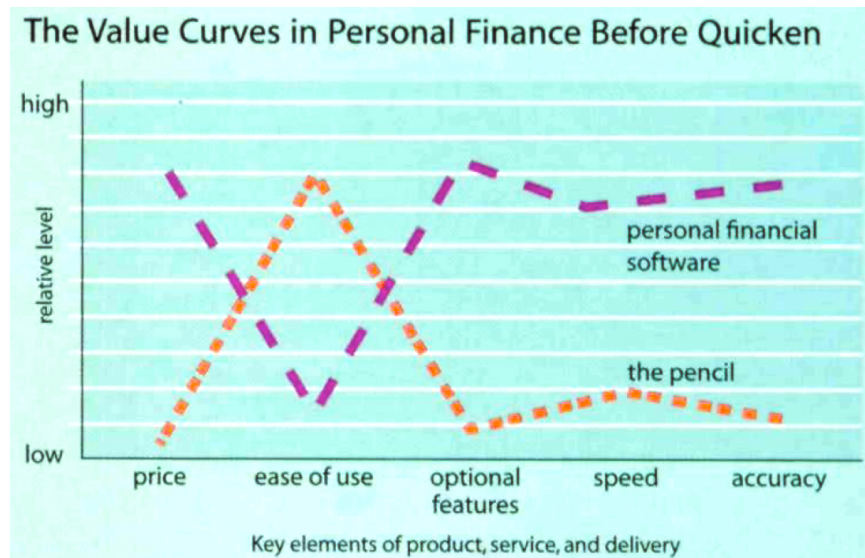 The Value Curves in Personal Finance Before Quicken
high
relative level
personal financial
software
the pencil
low
price
ease of use
optional
features
speed
accuracy
Key elements of product, service, and delivery